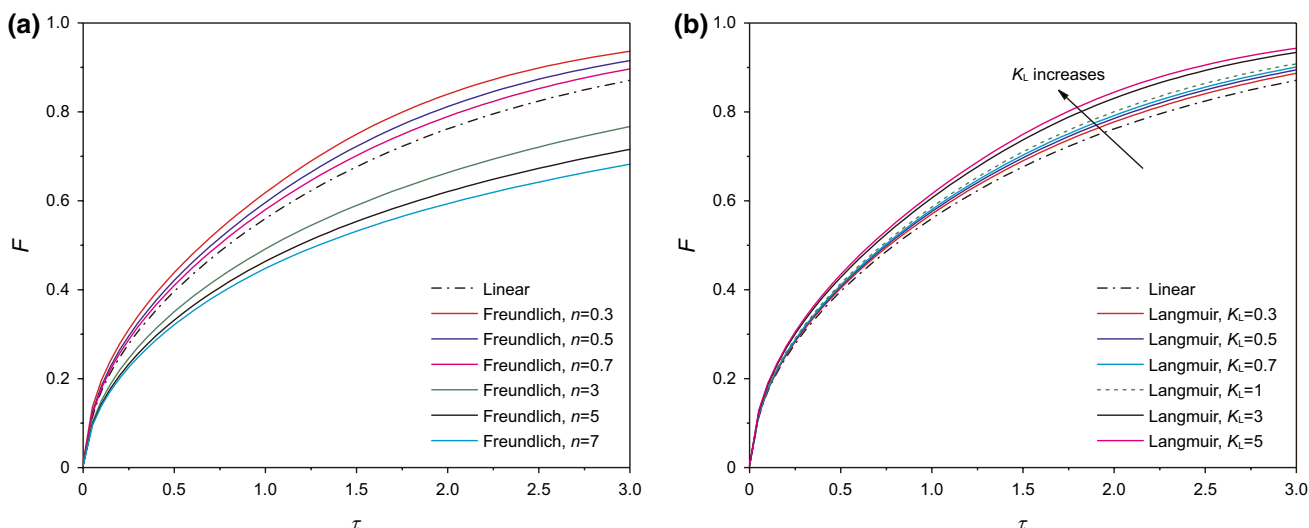 (a)
1.0
0.8
0.6
0.4
0.2
0
F
0
0.5
1.0
1.5
2.0
2.5
3.0
τ
Linear
Freundlich, n=0.3
Freundlich, n=0.5
Freundlich, n=0.7
Freundlich, n=3
Freundlich, n=5
Freundlich, n=7
(b)
1.0
0.8
0.6
0.4
0.2
0
F
0
0.5
1.0
1.5
2.0
2.5
3.0
τ
KL increases
Linear
Langmuir, KL=0.3
Langmuir, KL=0.5
Langmuir, KL=0.7
Langmuir, KL=1
Langmuir, KL=3
Langmuir, KL=5